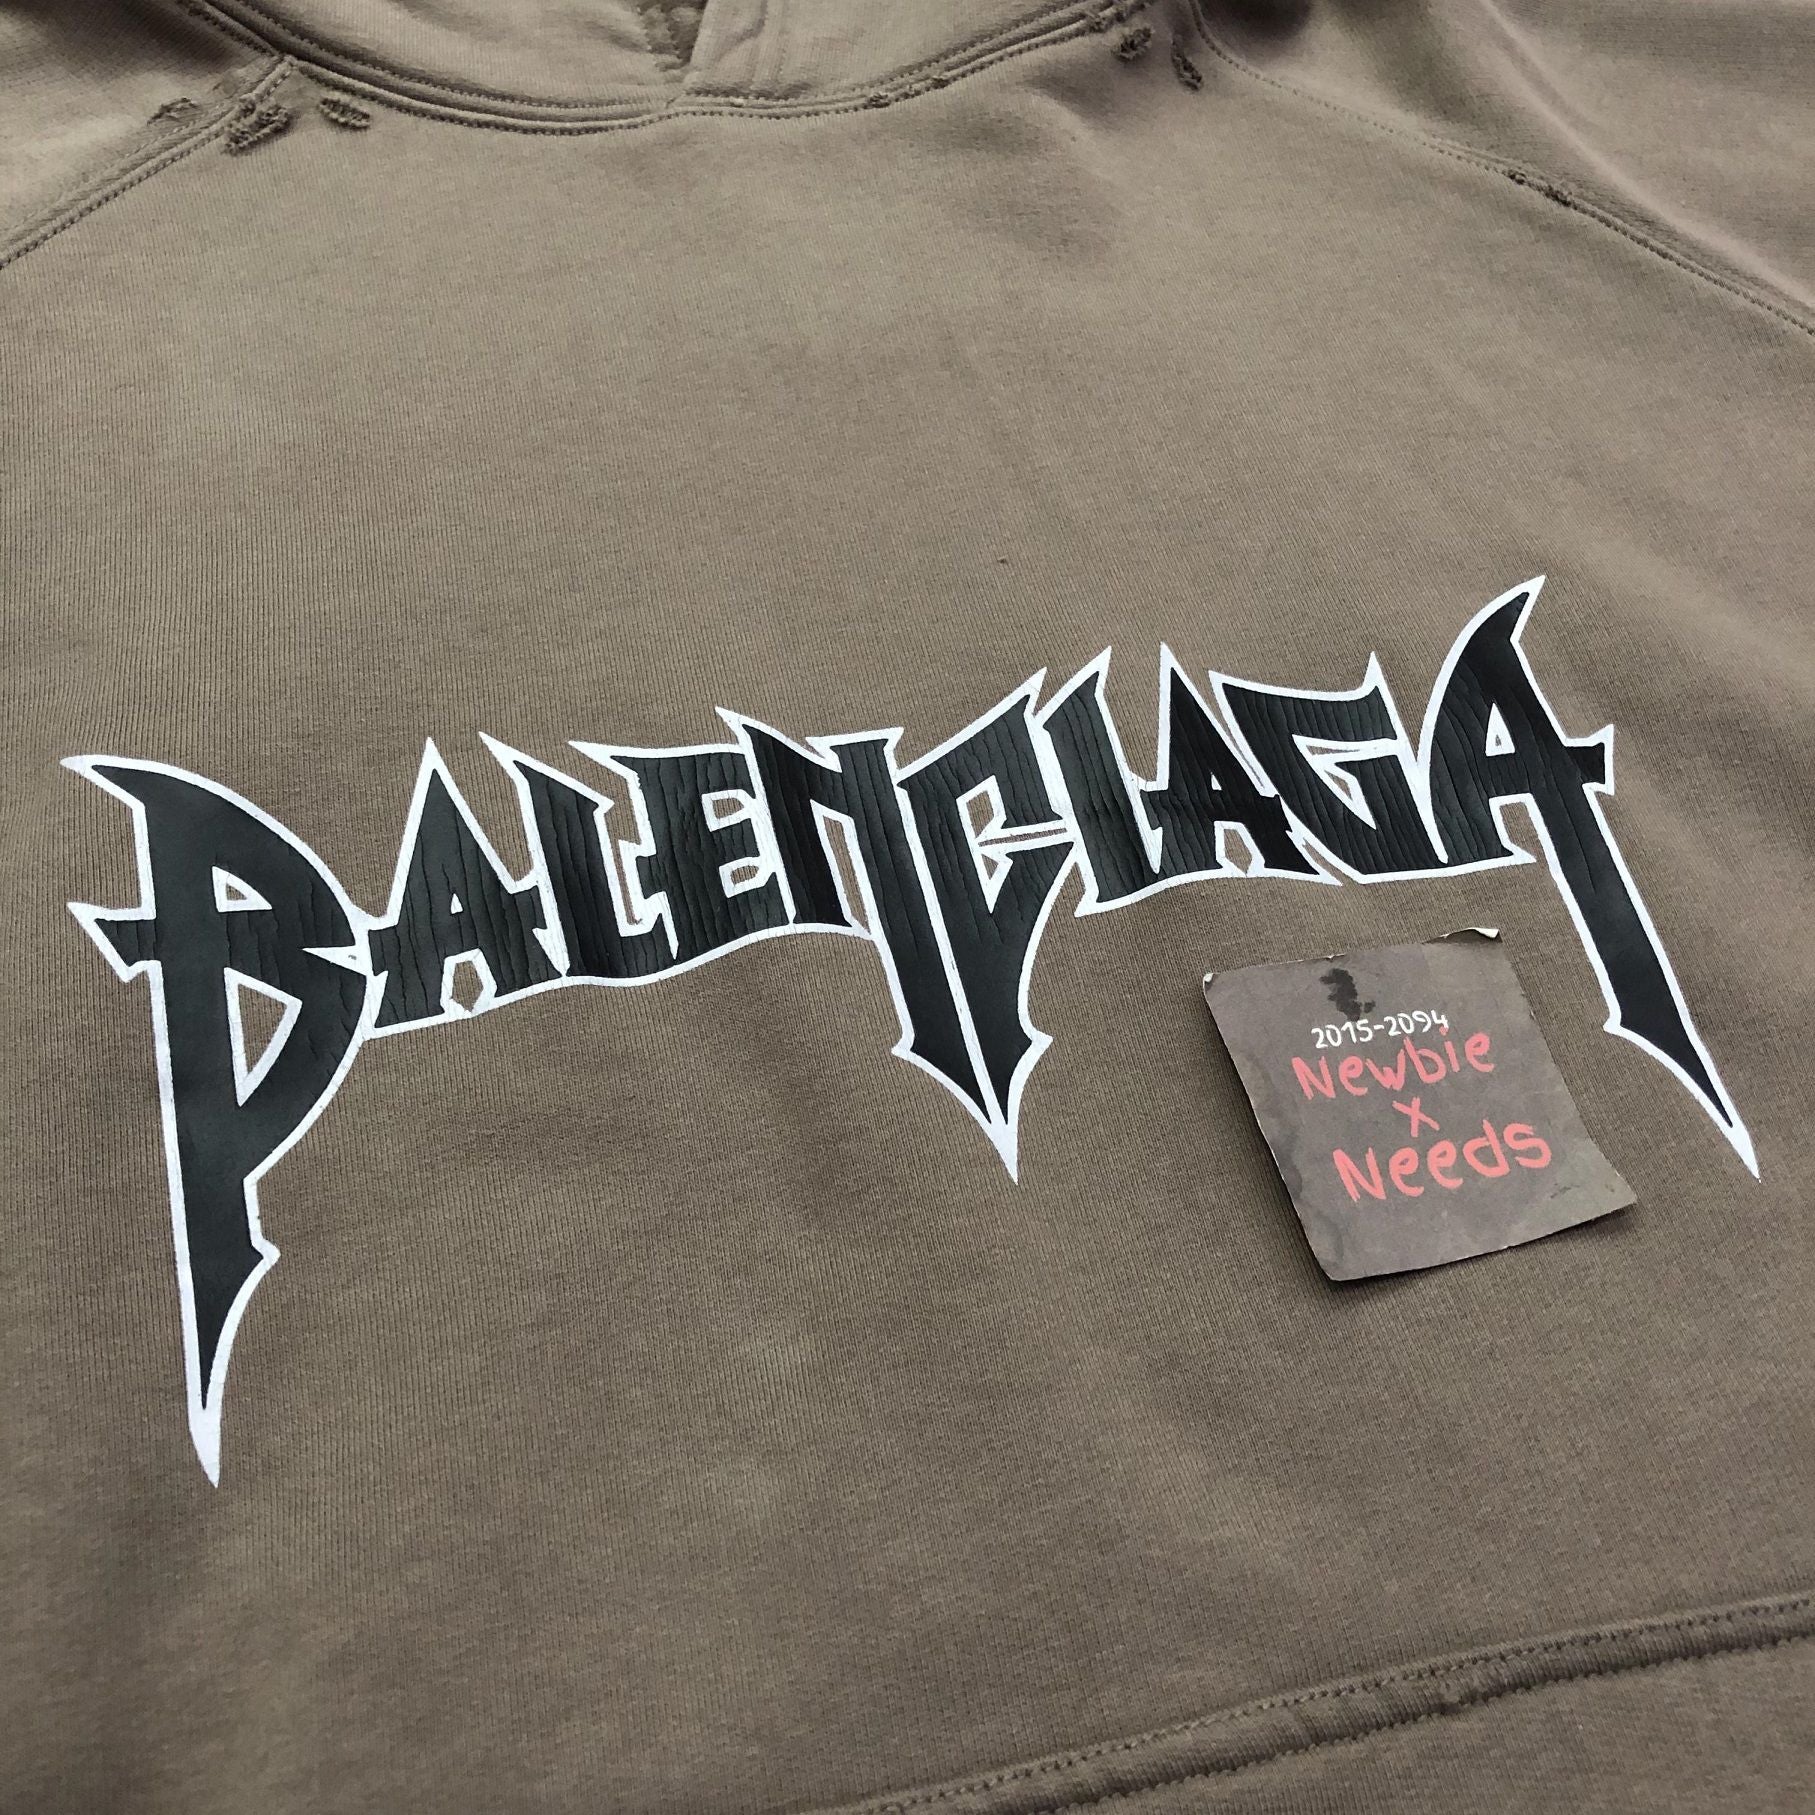 BALENCIAGA
2015-2094
Newbie
x
Needs